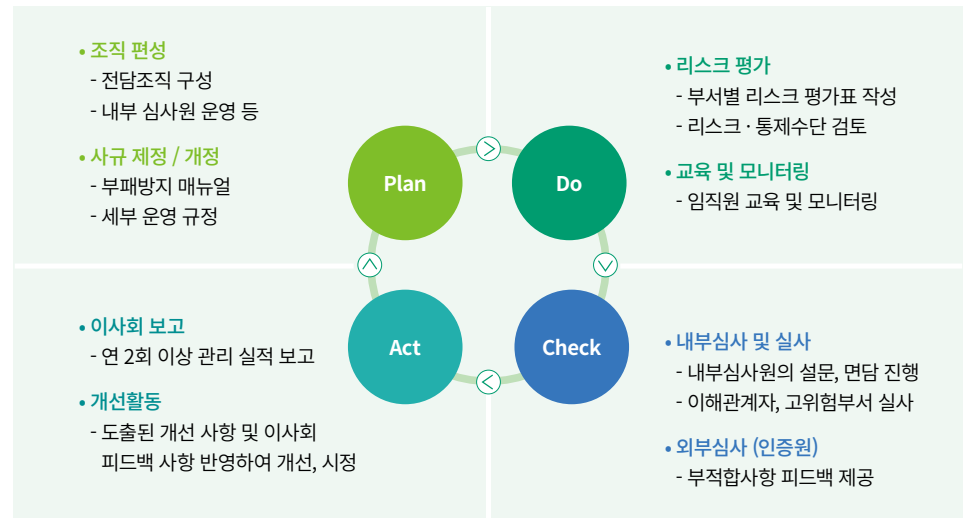 • 조직 편성
- 전담조직 구성
- 내부 심사원 운영 등
• 사규 제정 / 개정
- 부패방지 매뉴얼
- 세부 운영 규정
Plan
Do
• 리스크 평가
- 부서별 리스크 평가표 작성
- 리스크 · 통제수단 검토
• 교육 및 모니터링
- 임직원 교육 및 모니터링
• 이사회 보고
- 연 2회 이상 관리 실적 보고
• 개선활동
- 도출된 개선 사항 및 이사회
피드백 사항 반영하여 개선, 시정
Act
Check
• 내부심사 및 실사
- 내부심사원의 설문, 면담 진행
- 이해관계자, 고위험부서 실사
• 외부심사 (인증원)
- 부적합사항 피드백 제공